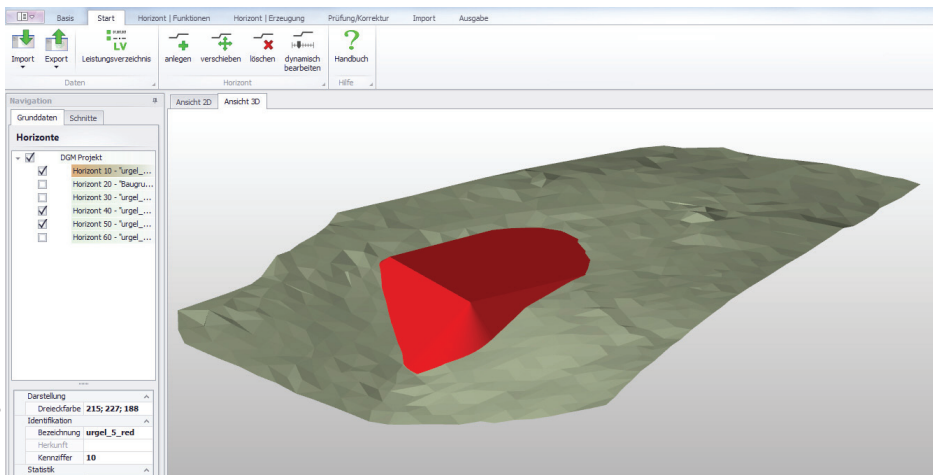 Basis Start Horizont | Funktionen Horizont | Erzeugung Prüfung/Korrektur Import Ausgabe
LV
Import Export Leistungsverzeichnis anlegen verschieben löschen dynamisch bearbeiten Handbuch
Daten Horizont Hilfe
Navigation
Ansicht 2D Ansicht 3D
Grunddaten Schnitte
Horizonte
DGM Projekt
Horizont 10 - "urgel_...
Horizont 20 - "Baugru...
Horizont 30 - "urgel_...
Horizont 40 - "urgel_...
Horizont 50 - "urgel_...
Horizont 60 - "urgel_...
Darstellung
Dreieckfarbe 215; 227; 188
Identifikation
Bezeichnung urgel_5_red
Herkunft
Kennziffer 10
Statistik